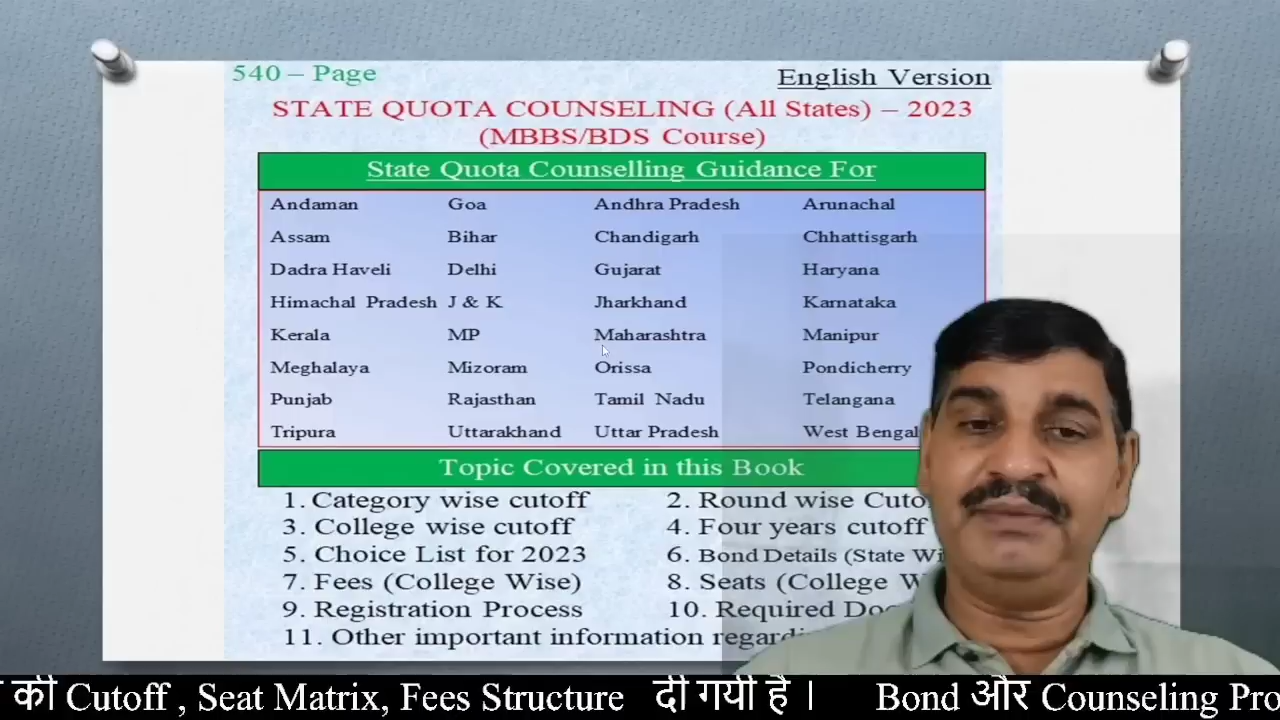 540 – Page
English Version
STATE QUOTA COUNSELING (All States) – 2023
(MBBS/BDS Course)
State Quota Counselling Guidance For
Andaman Goa Andhra Pradesh Arunachal
Assam Bihar Chandigarh Chhattisgarh
Dadra Haveli Delhi Gujarat Haryana
Himachal Pradesh J & K Jharkhand Karnataka
Kerala MP Maharashtra Manipur
Meghalaya Mizoram Orissa Pondicherry
Punjab Rajasthan Tamil Nadu Telangana
Tripura Uttarakhand Uttar Pradesh West Bengal
Topic Covered in this Book
1. Category wise cutoff 2. Round wise
3. College wise cutoff 4. Four years cutoff
5. Choice List for 2023 6. Bond Details (State
7. Fees (College Wise) 8. Seats (College
9. Registration Process 10. Required
11. Other important information
की Cutoff , Seat Matrix, Fees Structure दी गयी है । Bond और Counseling